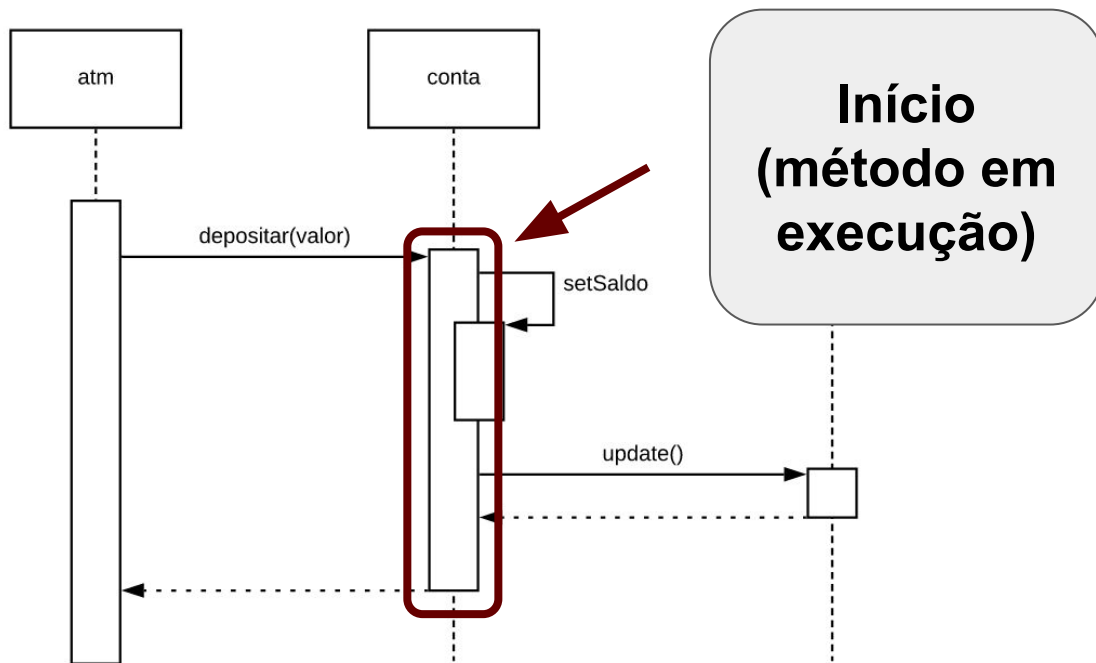 atm
conta
Início
(método em
execução)
depositar(valor)
setSaldo
update()